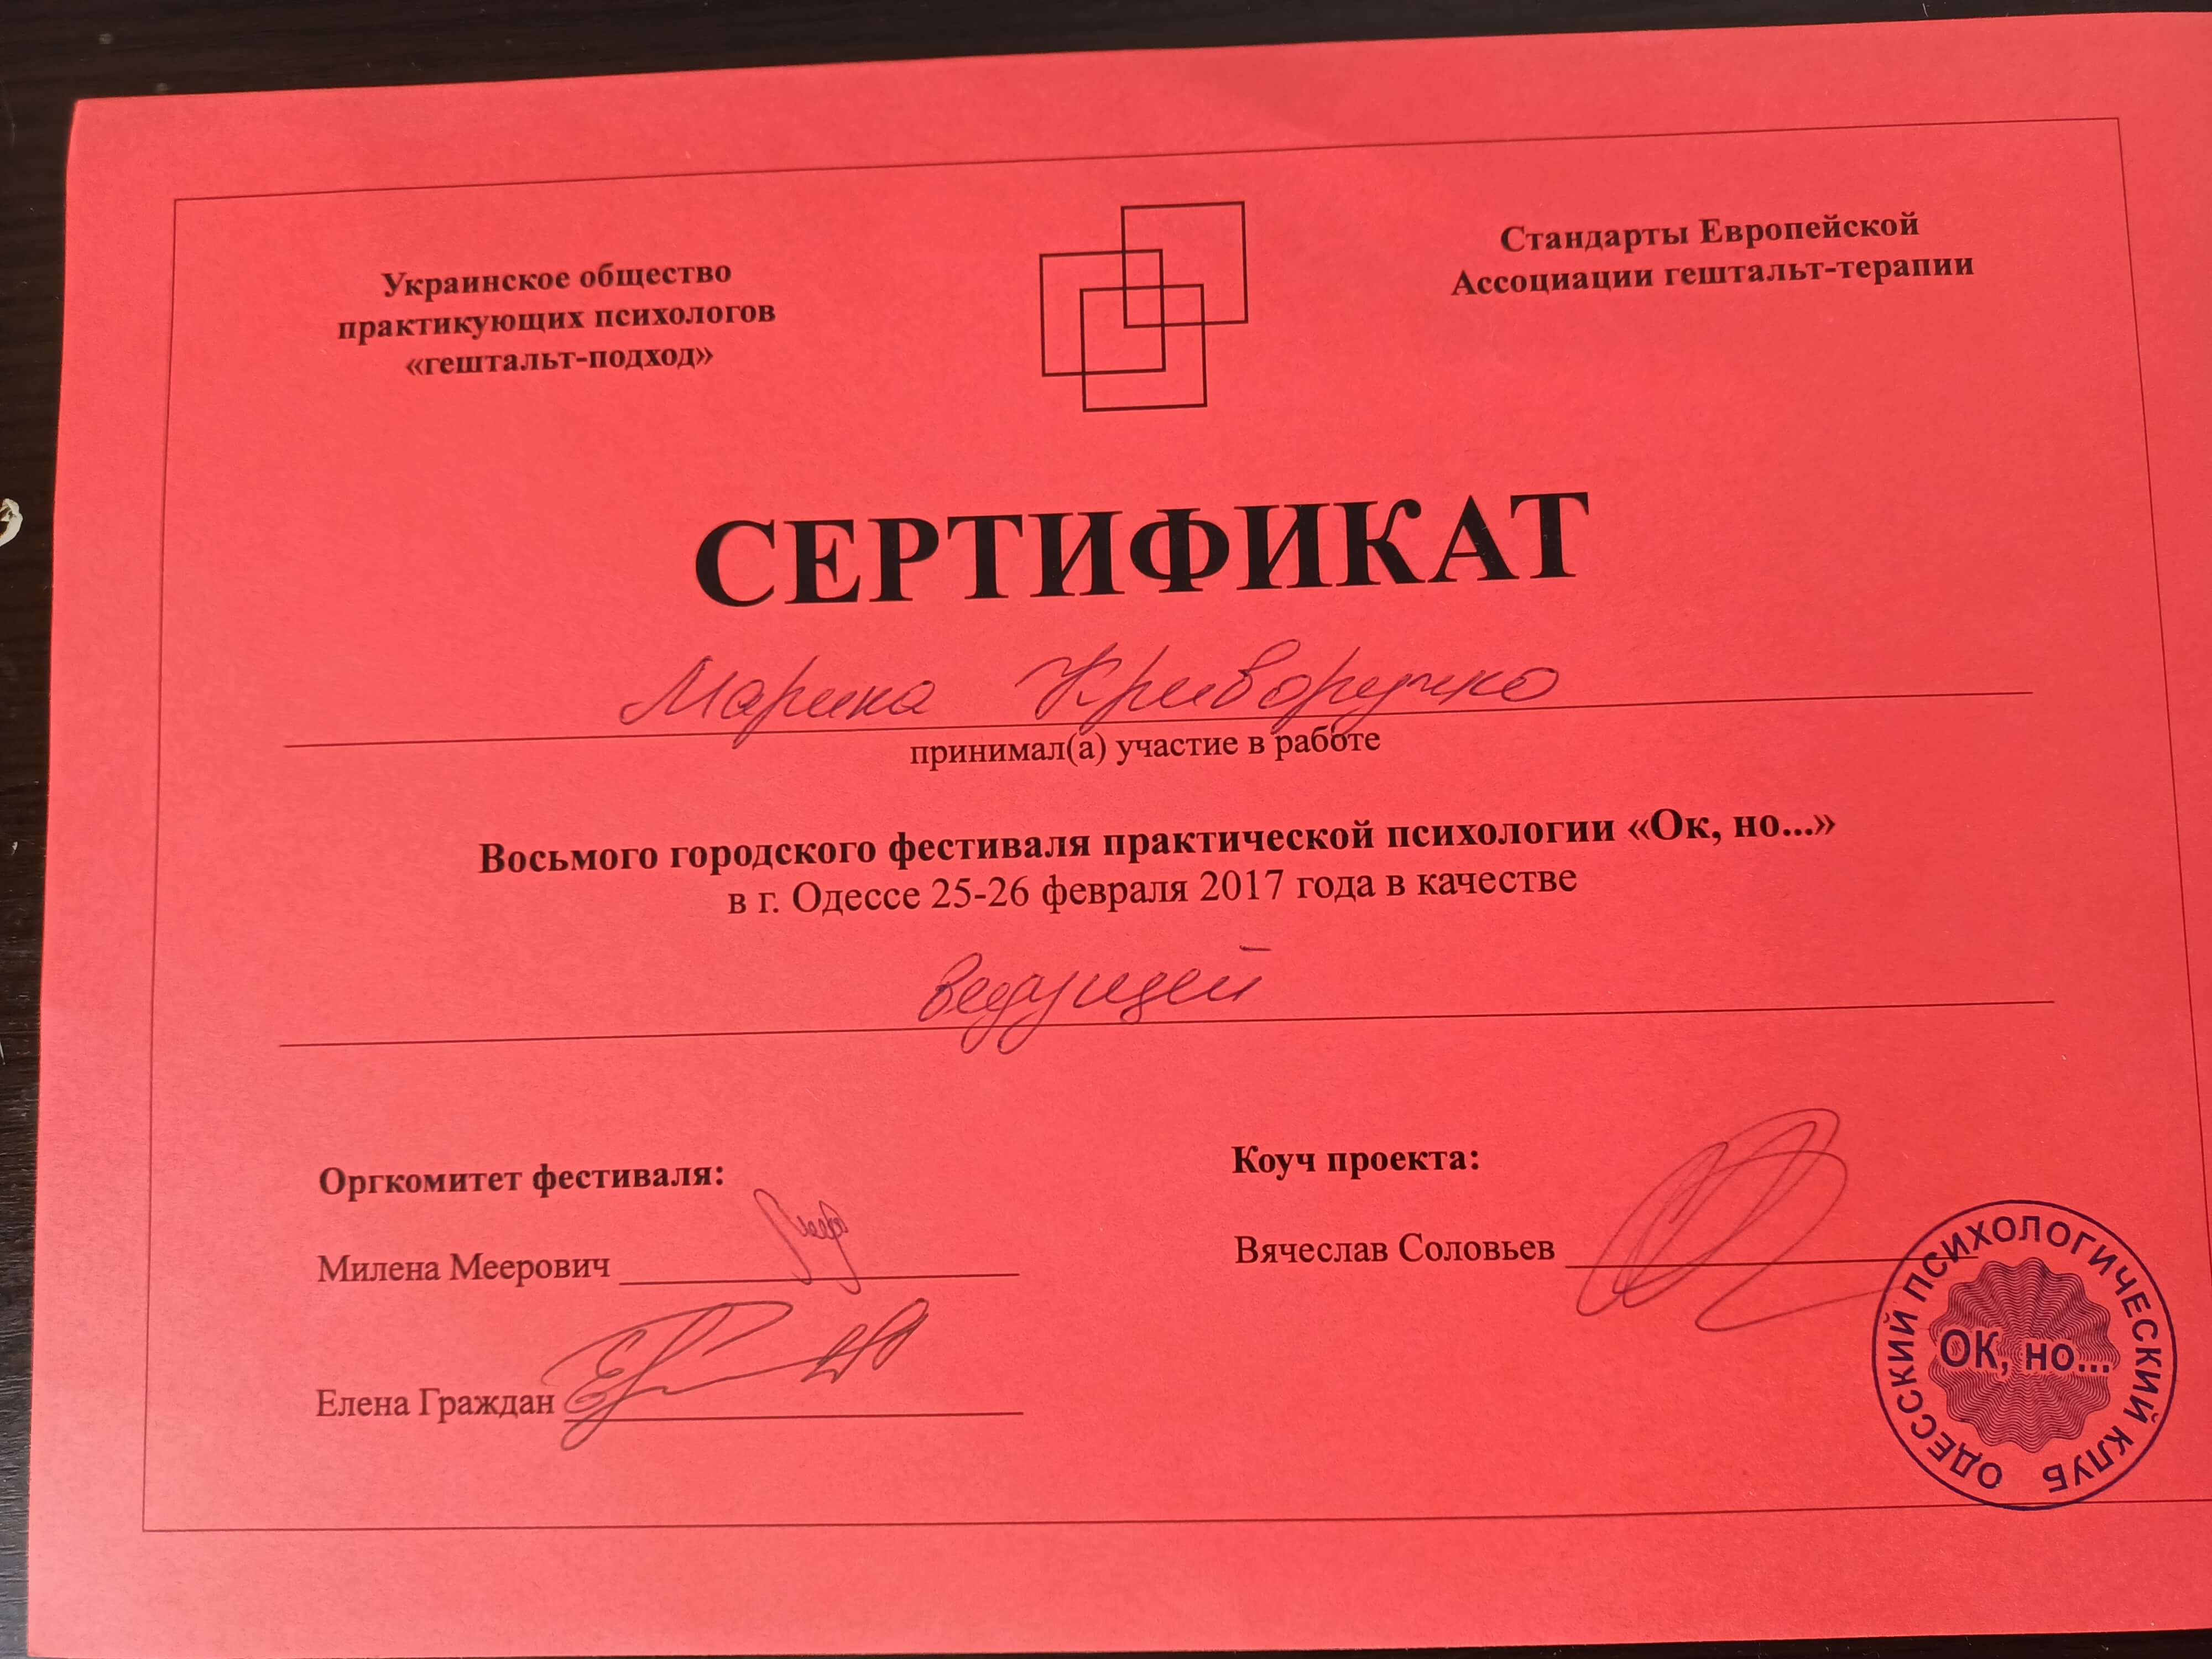 Украинское общество
практикующих психологов
«гештальт-подход»
Стандарты Европейской
Ассоциации гештальт-терапии
СЕРТИФИКАТ
Марина Криворучко
принимал(а) участие в работе
Восьмого городского фестиваля практической психологии «Ок, но...»
в г. Одессе 25-26 февраля 2017 года в качестве
ведущей
Оргкомитет фестиваля:
Милена Меерович
Елена Граждан
Коуч проекта:
Вячеслав Соловьев
ОДЕССКИЙ ПСИХОЛОГИЧЕСКИЙ КЛУБ
ОК, но...